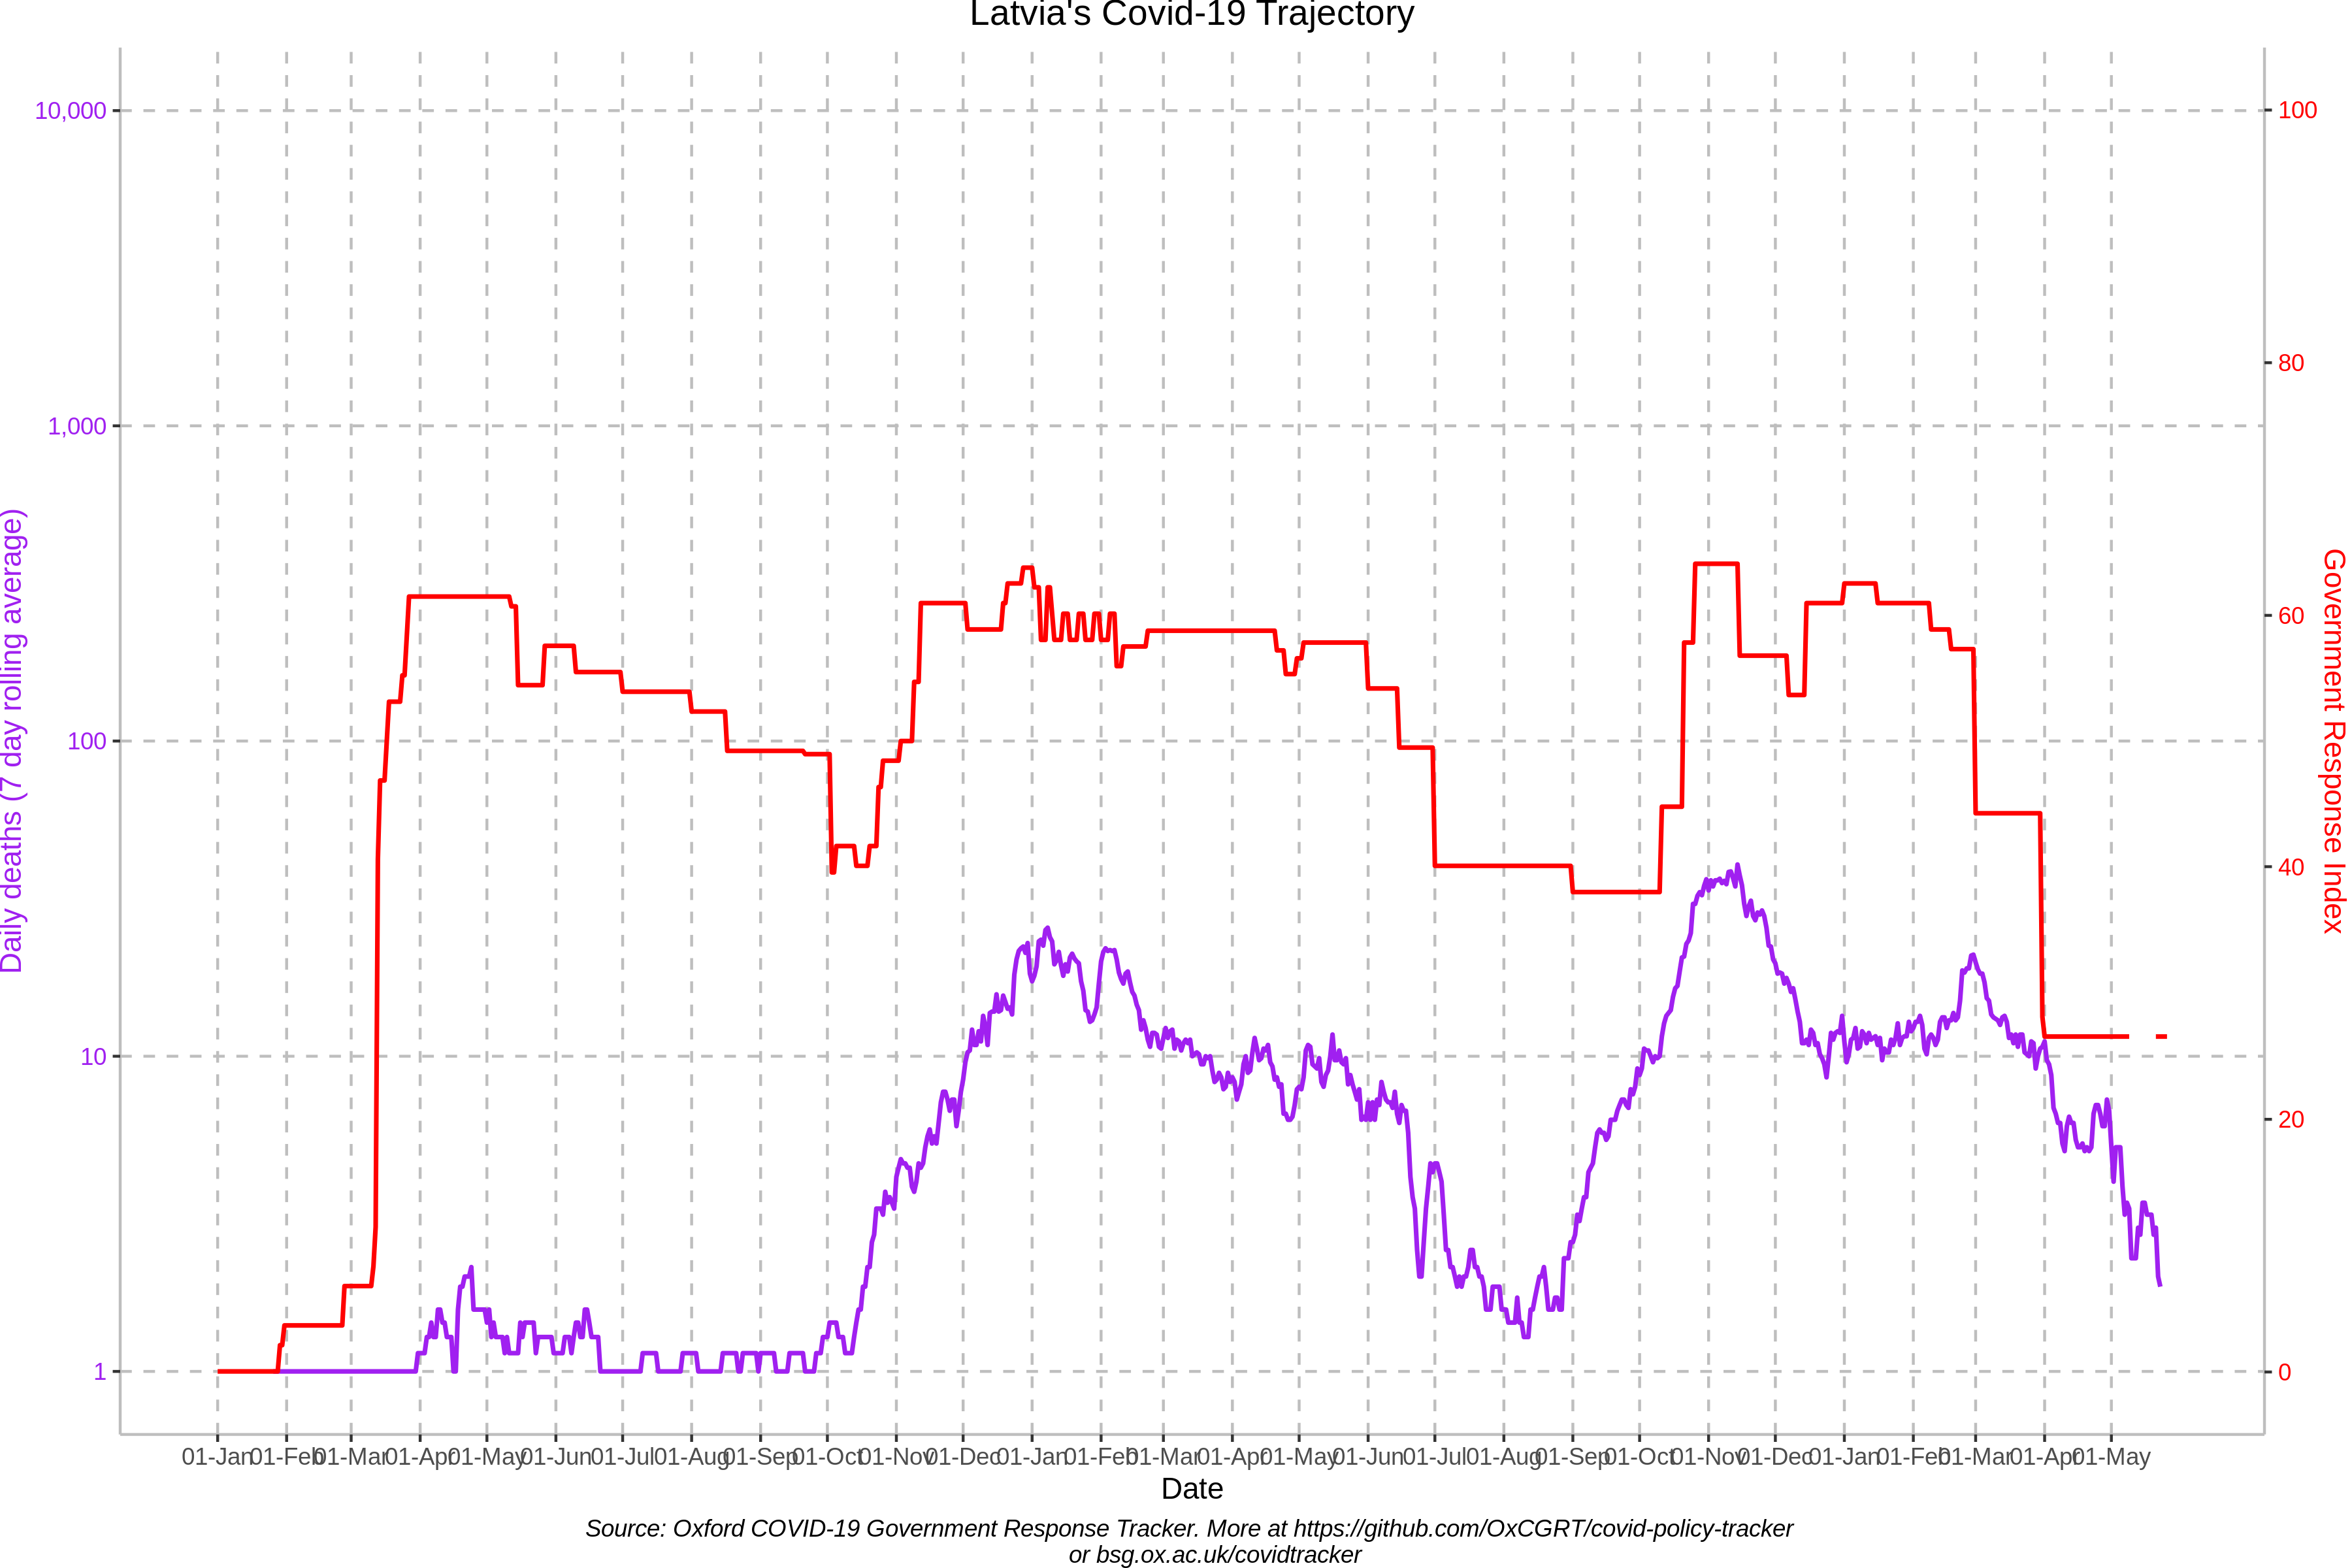 Latvia's Covid-19 Trajectory
Daily deaths (7 day rolling average)
10,000
1,000
100
10
1
Government Response Index
100
80
60
40
20
0
01-Jan
01-Feb
01-Mar
01-Apr
01-May
01-Jun
01-Jul
01-Aug
01-Sep
01-Oct
01-Nov
01-Dec
01-Jan
01-Feb
01-Mar
01-Apr
01-May
01-Jun
01-Jul
01-Aug
01-Sep
01-Oct
01-Nov
01-Dec
01-Jan
01-Feb
01-Mar
01-Apr
01-May
Date
Source: Oxford COVID-19 Government Response Tracker. More at https://github.com/OxCGRT/covid-policy-tracker
or bsg.ox.ac.uk/covidtracker